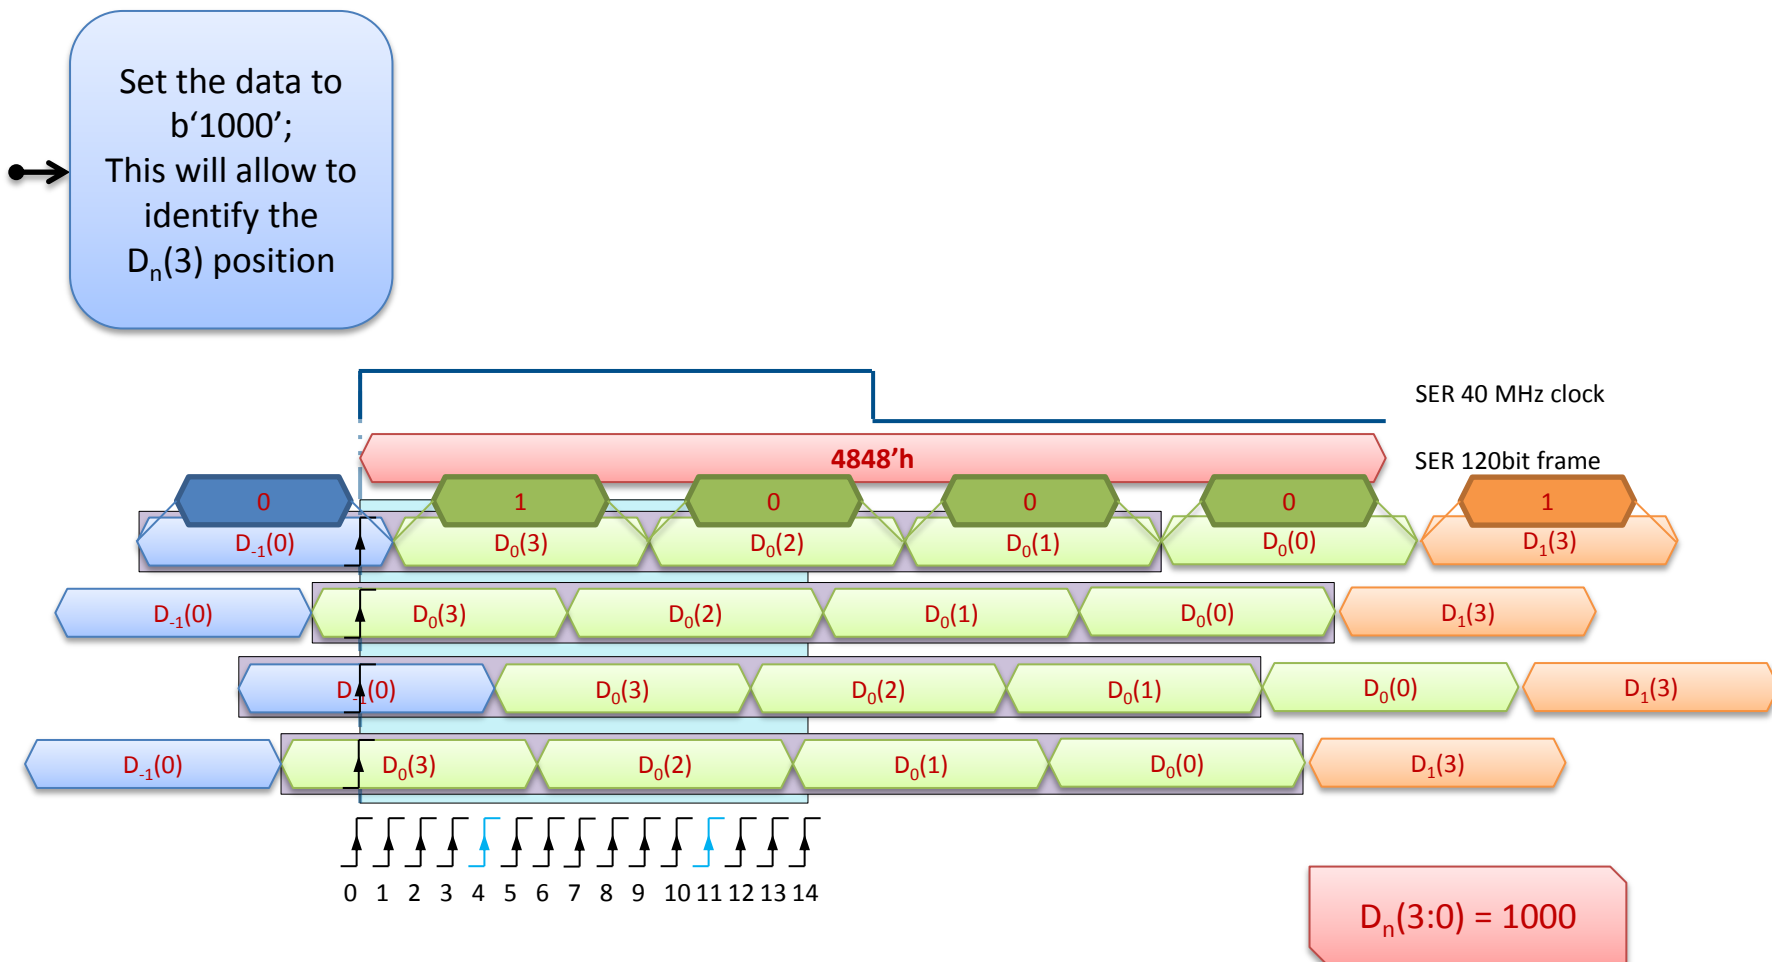 Set the data to
b‘1000’;
This will allow to
identify the
Dₙ(3) position
SER 40 MHz clock
4848’h
SER 120bit frame
0 1 0 0 0 1
D₋₁(0) D₀(3) D₀(2) D₀(1) D₀(0) D₁(3)
D₋₁(0) D₀(3) D₀(2) D₀(1) D₀(0) D₁(3)
D₋₁(0) D₀(3) D₀(2) D₀(1) D₀(0) D₁(3)
D₋₁(0) D₀(3) D₀(2) D₀(1) D₀(0) D₁(3)
0 1 2 3 4 5 6 7 8 9 10 11 12 13 14
Dₙ(3:0) = 1000